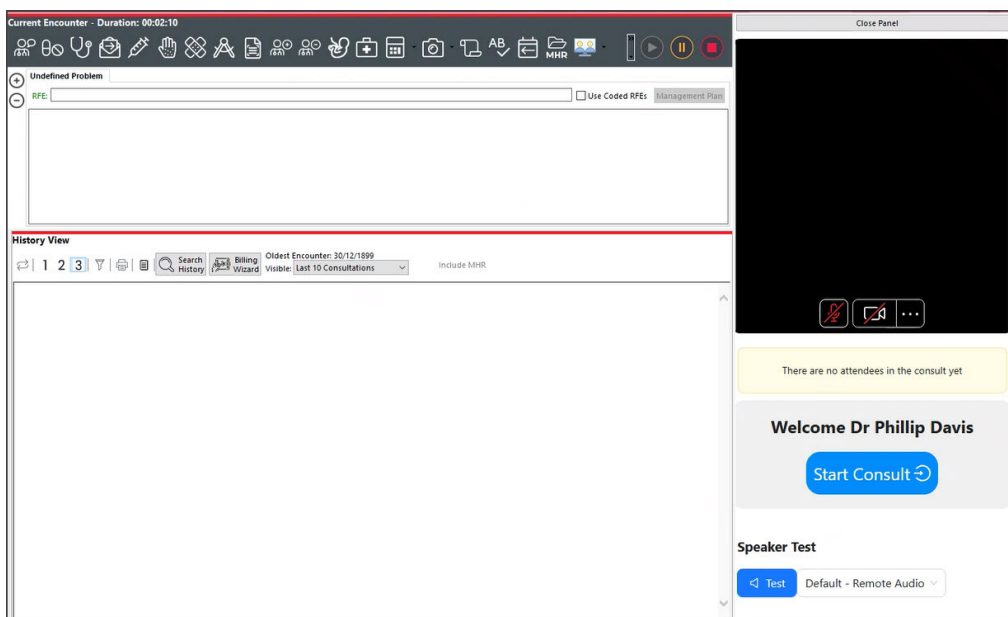 Current Encounter - Duration: 00:02:10
Close Panel
AB
MHR
Undefined Problem
RFE:
Use Coded RFEs
Management Plan
History View
1 2 3
Search History
Billing Wizard
Oldest Encounter: 30/12/1899
Visible: Last 10 Consultations
Include MHR
There are no attendees in the consult yet
Welcome Dr Phillip Davis
Start Consult
Speaker Test
Test
Default - Remote Audio